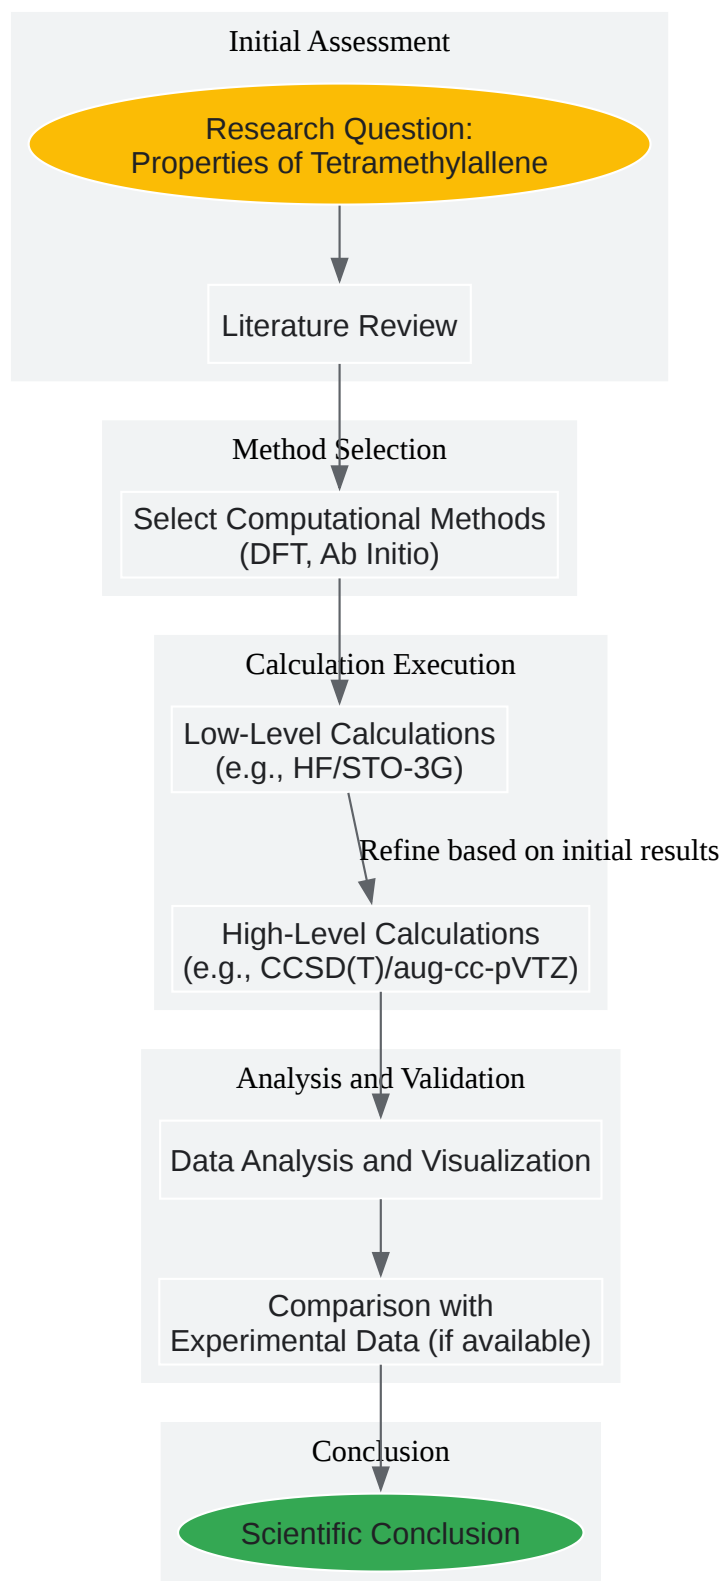 Initial Assessment
Research Question:
Properties of Tetramethylallene
Literature Review
Method Selection
Select Computational Methods
(DFT, Ab Initio)
Calculation Execution
Low-Level Calculations
(e.g., HF/STO-3G)
Refine based on initial results
High-Level Calculations
(e.g., CCSD(T)/aug-cc-pVTZ)
Analysis and Validation
Data Analysis and Visualization
Comparison with
Experimental Data (if available)
Conclusion
Scientific Conclusion